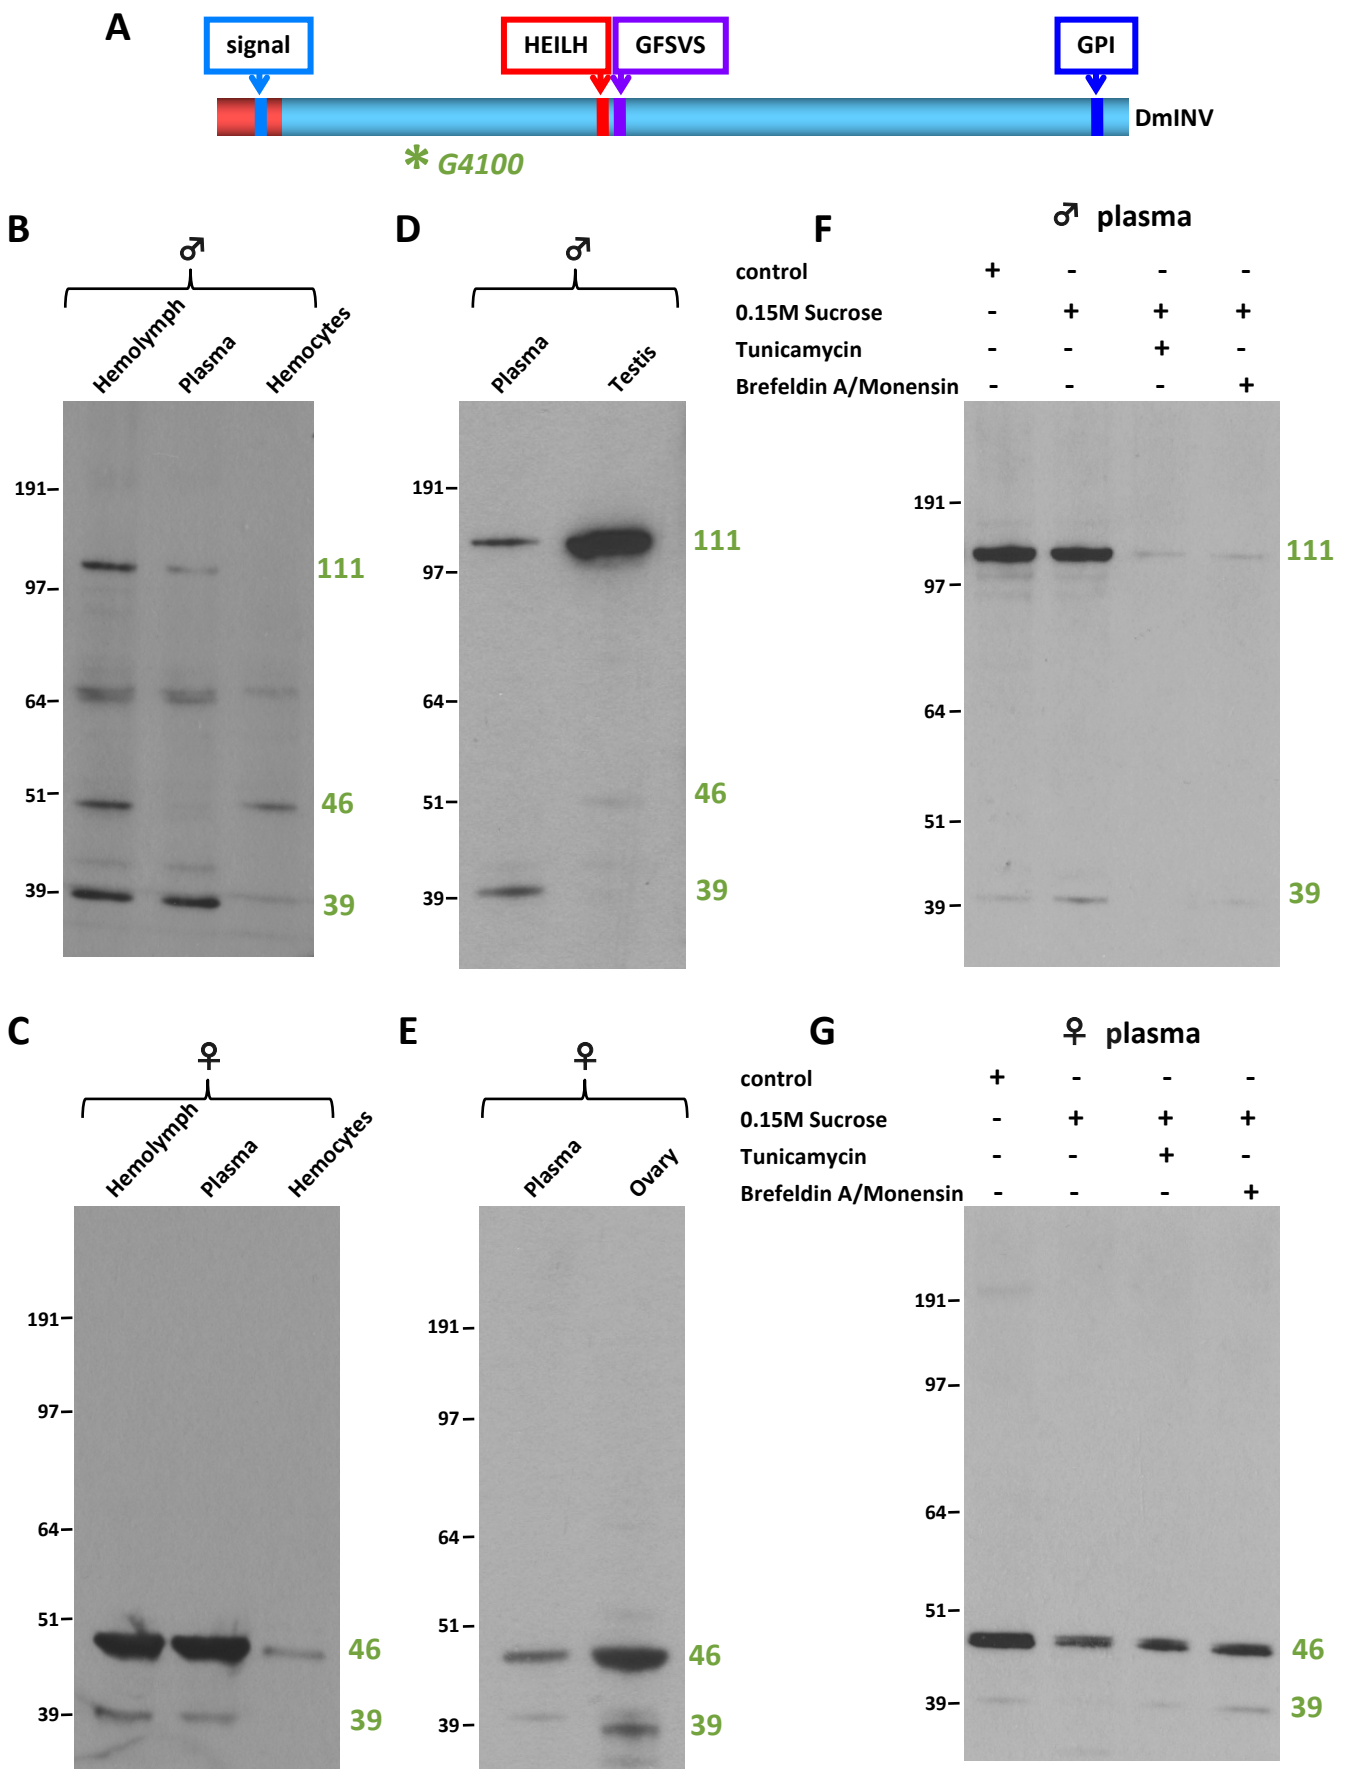 A
signal
HEILH
GFSVS
GPI
DmINV
* G4100
B
♂
Hemolymph
Plasma
Hemocytes
191–
97–
64–
51–
39–
111
46
39
D
♂
Plasma
Testis
191–
97–
64–
51–
39–
111
46
39
F
♂ plasma
control + - - -
0.15M Sucrose - + + +
Tunicamycin - - + -
Brefeldin A/Monensin - - - +
191–
97–
64–
51–
39–
111
39
C
♀
Hemolymph
Plasma
Hemocytes
191–
97–
64–
51–
39–
46
39
E
♀
Plasma
Ovary
191–
97–
64–
51–
39–
46
39
G
♀ plasma
control + - - -
0.15M Sucrose - + + +
Tunicamycin - - + -
Brefeldin A/Monensin - - - +
191–
97–
64–
51–
39–
46
39